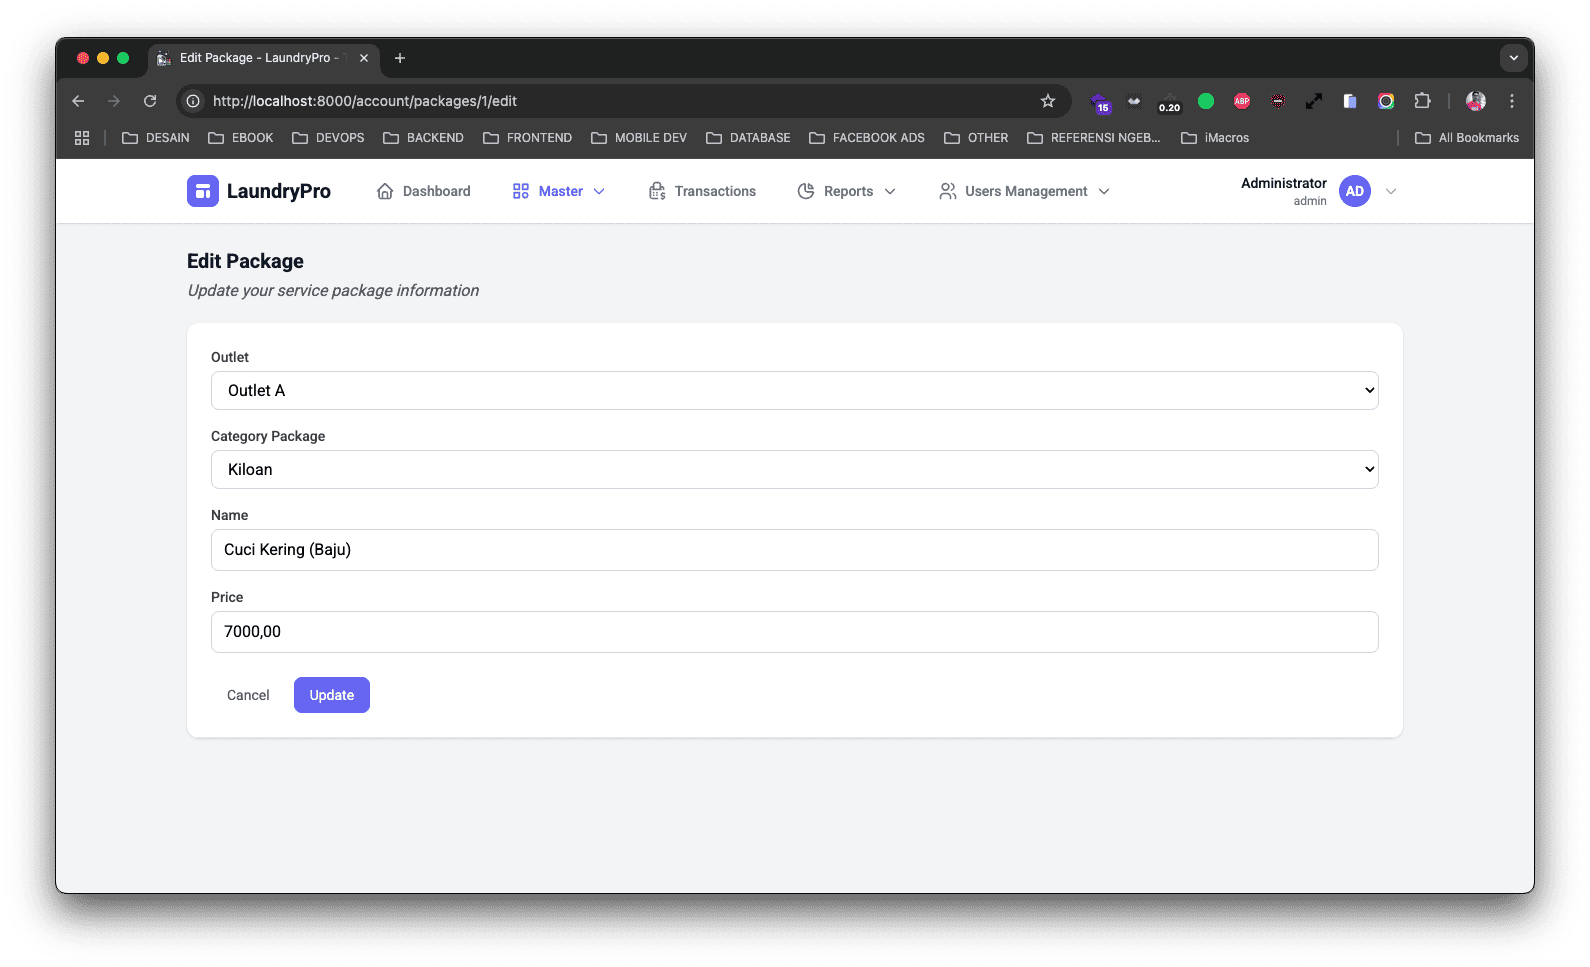 Edit Package - LaundryPro -
http://localhost:8000/account/packages/1/edit
15
0.20
ABP
DESAIN
EBOOK
DEVOPS
BACKEND
FRONTEND
MOBILE DEV
DATABASE
FACEBOOK ADS
OTHER
REFERENSI NGEB...
iMacros
All Bookmarks
LaundryPro
Dashboard
Master
Transactions
Reports
Users Management
Administrator
admin
AD
Edit Package
Update your service package information
Outlet
Outlet A
Category Package
Kiloan
Name
Cuci Kering (Baju)
Price
7000,00
Cancel
Update